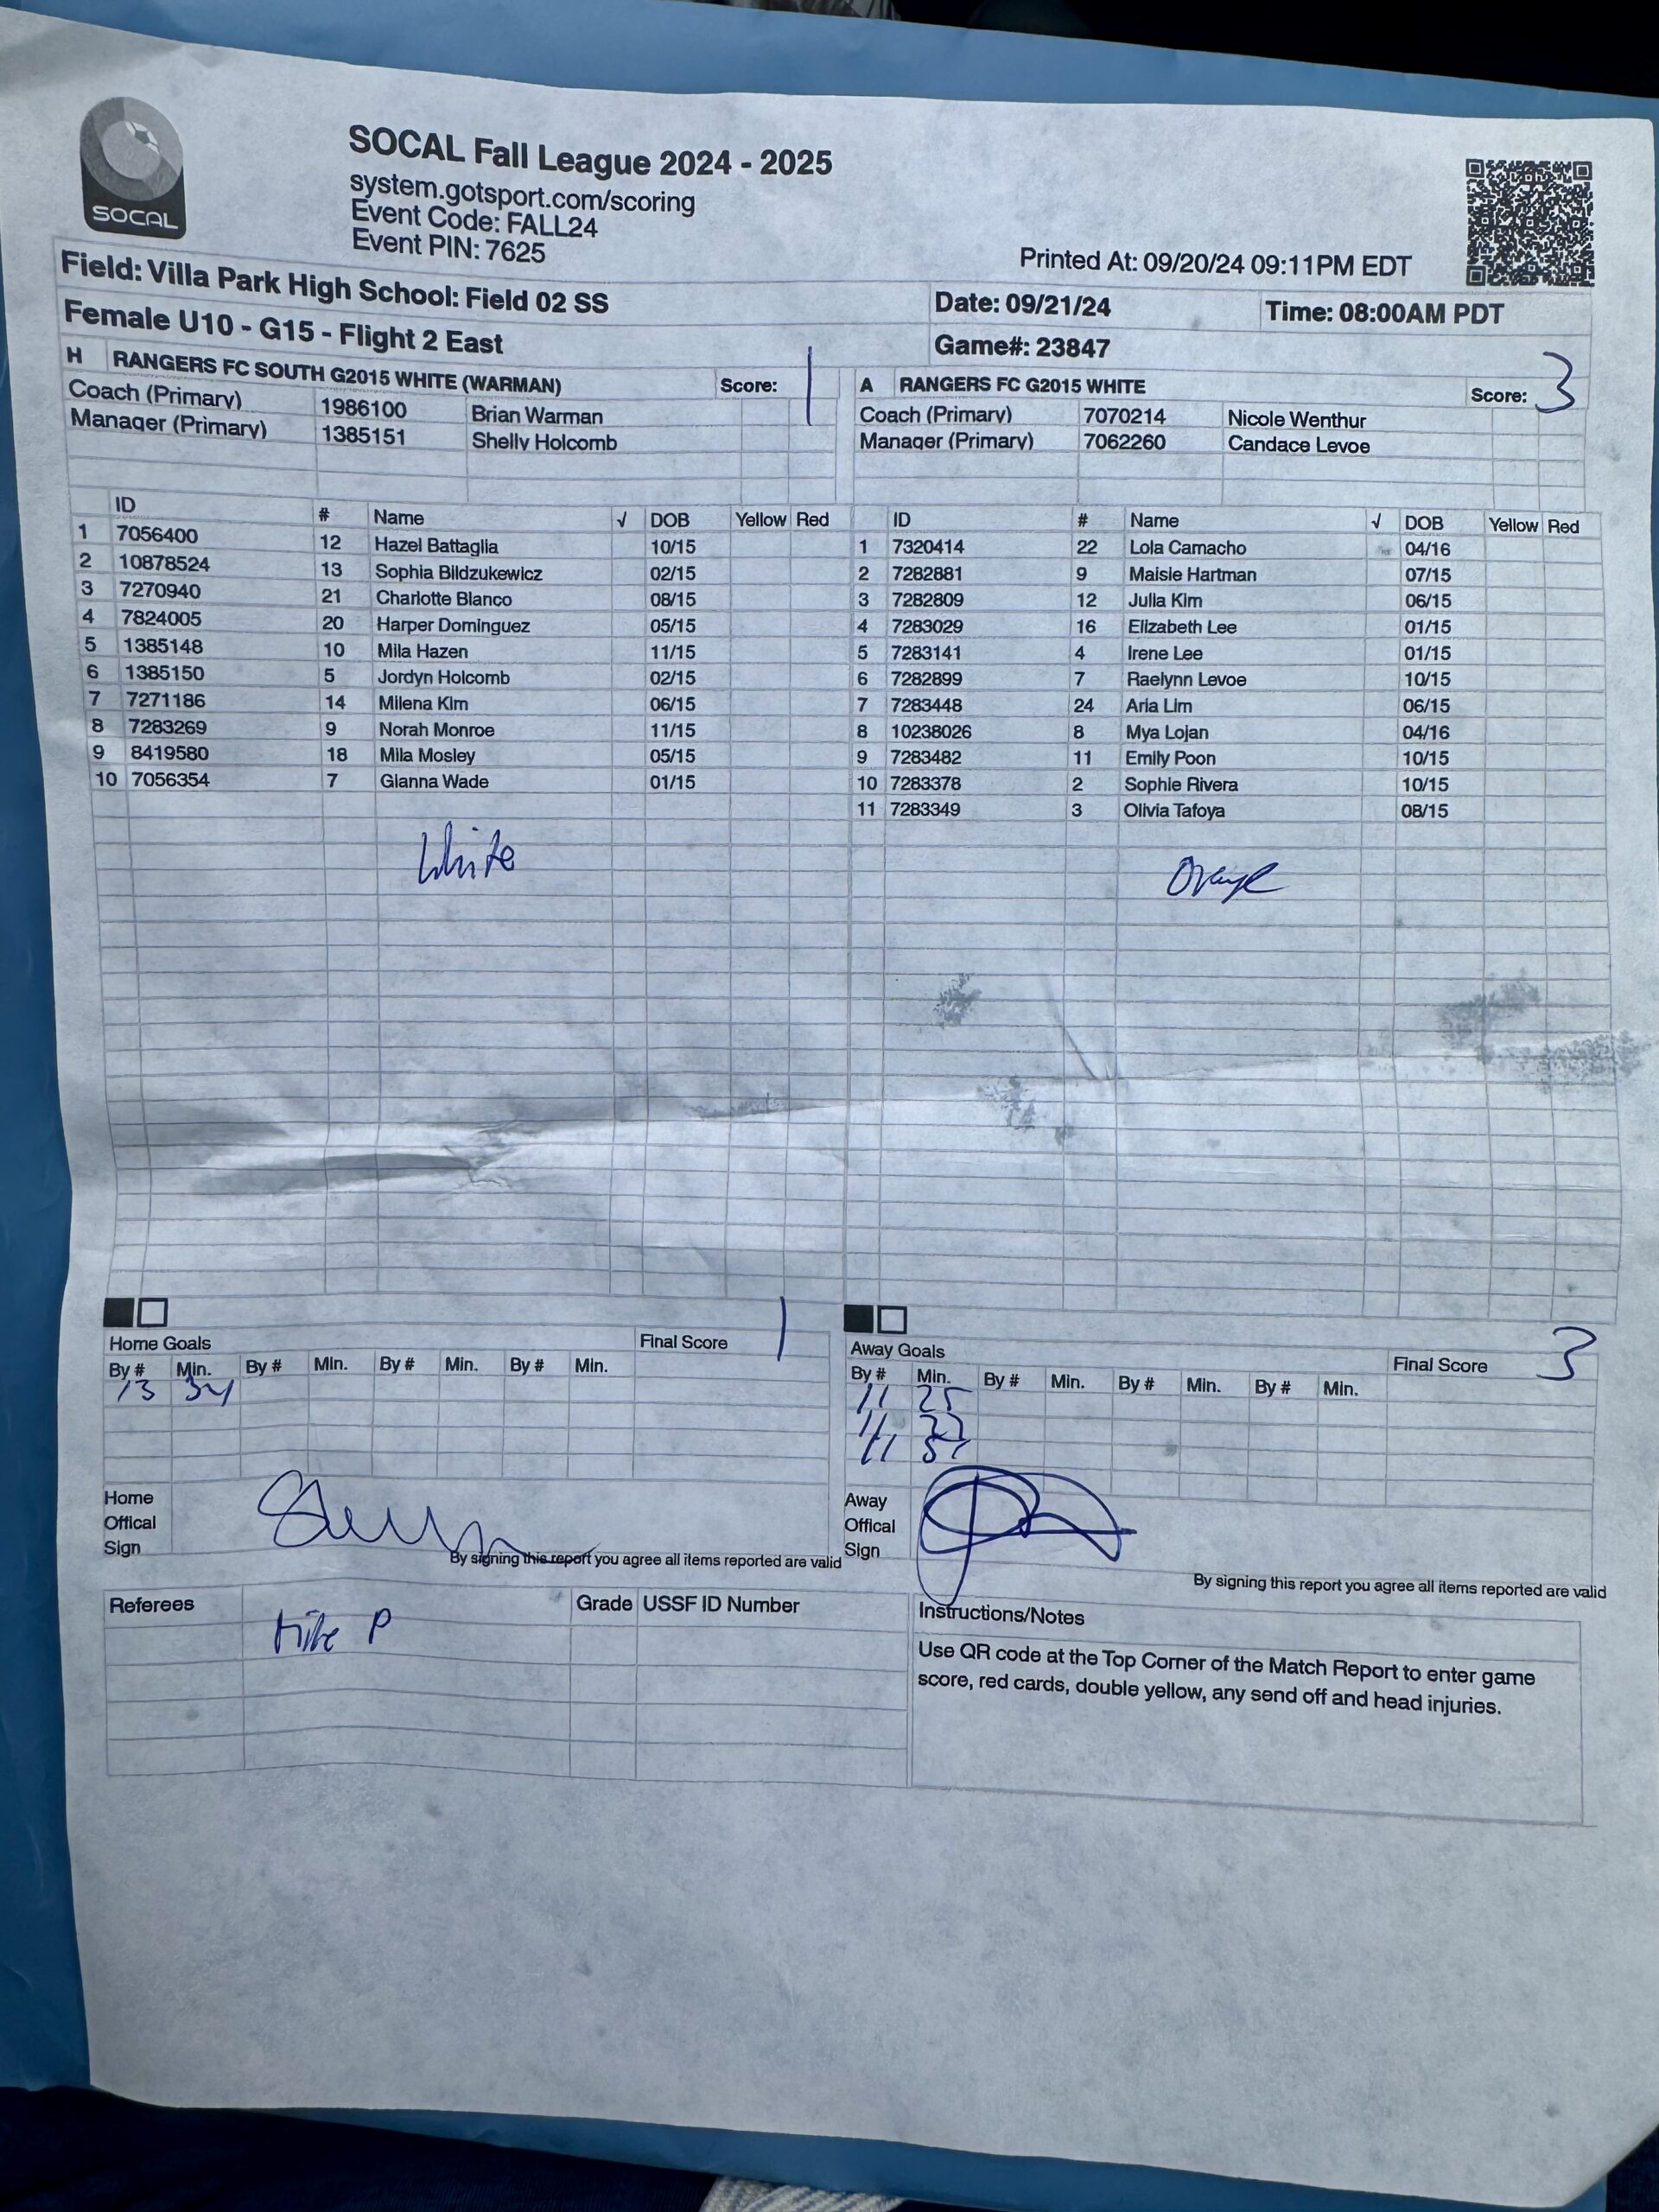 SOCAL
SOCAL Fall League 2024 - 2025
system.gotsport.com/scoring
Event Code: FALL24
Event PIN: 7625
Printed At: 09/20/24 09:11PM EDT
Field: Villa Park High School: Field 02 SS
Date: 09/21/24 Time: 08:00AM PDT
Female U10 - G15 - Flight 2 East
Game#: 23847
H RANGERS FC SOUTH G2015 WHITE (WARMAN) Score: 1
Coach (Primary) 1986100 Brian Warman
Manager (Primary) 1385151 Shelly Holcomb
A RANGERS FC G2015 WHITE Score: 3
Coach (Primary) 7070214 Nicole Wenthur
Manager (Primary) 7062260 Candace Levoe
ID # Name √ DOB Yellow Red
1 7056400 12 Hazel Battaglia 10/15
2 10878524 13 Sophia Bildzukewicz 02/15
3 7270940 21 Charlotte Blanco 08/15
4 7824005 20 Harper Dominguez 05/15
5 1385148 10 Mila Hazen 11/15
6 1385150 5 Jordyn Holcomb 02/15
7 7271186 14 Milena Kim 06/15
8 7283269 9 Norah Monroe 11/15
9 8419580 18 Mila Mosley 05/15
10 7056354 7 Gianna Wade 01/15
White
ID # Name √ DOB Yellow Red
1 7320414 22 Lola Camacho 04/16
2 7282881 9 Maisie Hartman 07/15
3 7282809 12 Julia Kim 06/15
4 7283029 16 Elizabeth Lee 01/15
5 7283141 4 Irene Lee 01/15
6 7282899 7 Raelynn Levoe 10/15
7 7283448 24 Aria Lim 06/15
8 10238026 8 Mya Lojan 04/16
9 7283482 11 Emily Poon 10/15
10 7283378 2 Sophie Rivera 10/15
11 7283349 3 Olivia Tafoya 08/15
Orange
Home Goals Final Score 1
By # Min. By # Min. By # Min. By # Min.
13 34
Away Goals Final Score 3
By # Min. By # Min. By # Min. By # Min.
11 25
11
11
Home
Offical
Sign
By signing this report you agree all items reported are valid
Away
Offical
Sign
By signing this report you agree all items reported are valid
Referees Grade USSF ID Number
P
Instructions/Notes
Use QR code at the Top Corner of the Match Report to enter game
score, red cards, double yellow, any send off and head injuries.